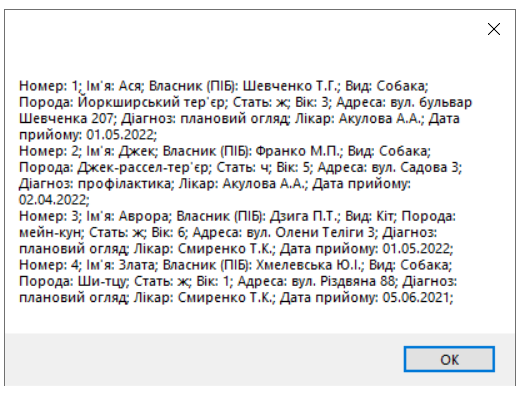 Номер: 1; Ім'я: Ася; Власник (ПІБ): Шевченко Т.Г.; Вид: Собака;
Порода: Йоркширський тер'єр; Стать: ж; Вік: 3; Адреса: вул. бульвар
Шевченка 207; Діагноз: плановий огляд; Лікар: Акулова А.А.; Дата
прийому: 01.05.2022;
Номер: 2; Ім'я: Джек; Власник (ПІБ): Франко М.П.; Вид: Собака;
Порода: Джек-рассел-тер'єр; Стать: ч; Вік: 5; Адреса: вул. Садова 3;
Діагноз: профілактика; Лікар: Акулова А.А.; Дата прийому:
02.04.2022;
Номер: 3; Ім'я: Аврора; Власник (ПІБ): Дзига П.Т.; Вид: Кіт; Порода:
мейн-кун; Стать: ж; Вік: 6; Адреса: вул. Олени Теліги 3; Діагноз:
плановий огляд; Лікар: Смиренко Т.К.; Дата прийому: 01.05.2022;
Номер: 4; Ім'я: Злата; Власник (ПІБ): Хмелевська Ю.І.; Вид: Собака;
Порода: Ши-тцу; Стать: ж; Вік: 1; Адреса: вул. Різдвяна 88; Діагноз:
плановий огляд; Лікар: Смиренко Т.К.; Дата прийому: 05.06.2021;
ОК